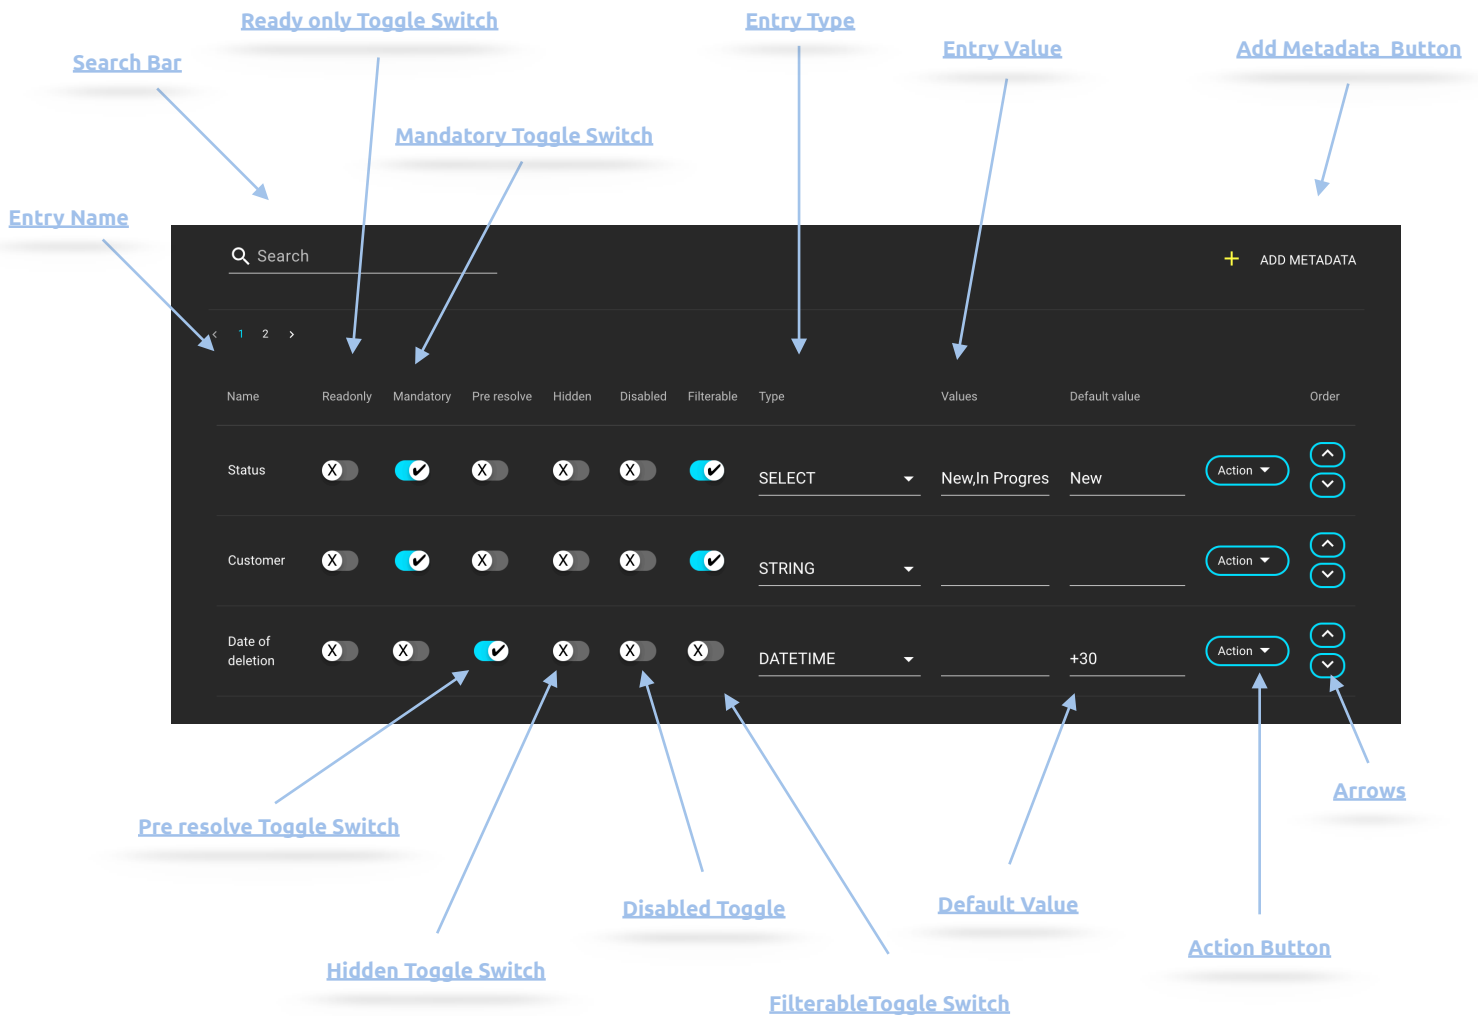 Ready only Toggle Switch
Entry Type
Entry Value
Add Metadata  Button
Search Bar
Mandatory Toggle Switch
Entry Name
Search
+ ADD METADATA
‹ 1 2 ›
Name Readonly Mandatory Pre resolve Hidden Disabled Filterable Type Values Default value Order
Status X ✔ X X X ✔ SELECT New,In Progres New Action
Customer X ✔ X X X ✔ STRING Action
Date of
deletion X X ✔ X X X DATETIME +30 Action
Arrows
Pre resolve Toggle Switch
Disabled Toggle
Default Value
Action Button
Hidden Toggle Switch
FilterableToggle Switch